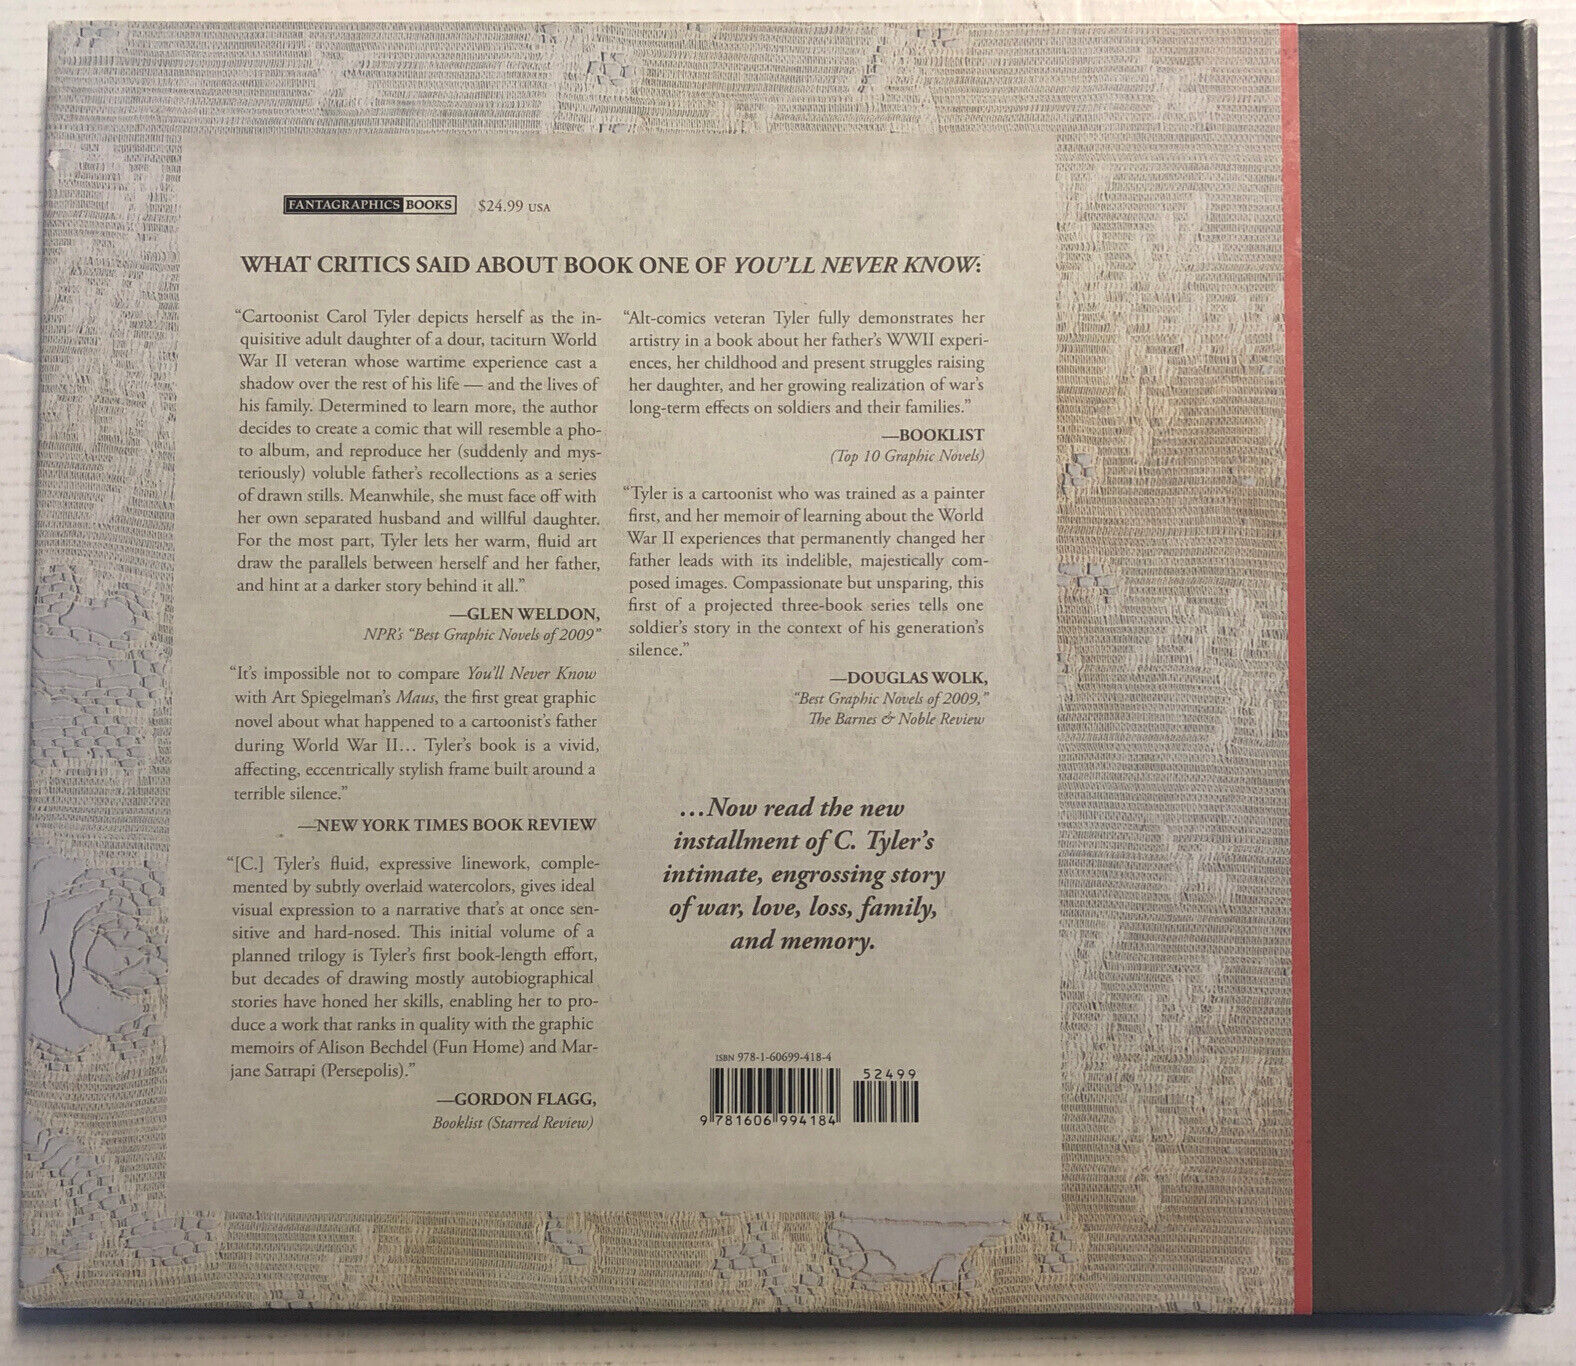 FANTAGRAPHICS BOOKS $24.99 USA
WHAT CRITICS SAID ABOUT BOOK ONE OF YOU'LL NEVER KNOW:
“Cartoonist Carol Tyler depicts herself as the in-
quisitive adult daughter of a dour, taciturn World
War II veteran whose wartime experience cast a
shadow over the rest of his life — and the lives of
his family. Determined to learn more, the author
decides to create a comic that will resemble a pho-
to album, and reproduce her (suddenly and mys-
teriously) voluble father's recollections as a series
of drawn stills. Meanwhile, she must face off with
her own separated husband and willful daughter.
For the most part, Tyler lets her warm, fluid art
draw the parallels between herself and her father,
and hint at a darker story behind it all.”
—GLEN WELDON,
NPR's “Best Graphic Novels of 2009”
“It's impossible not to compare You'll Never Know
with Art Spiegelman's Maus, the first great graphic
novel about what happened to a cartoonist's father
during World War II… Tyler's book is a vivid,
affecting, eccentrically stylish frame built around a
terrible silence.”
—NEW YORK TIMES BOOK REVIEW
“[C.] Tyler's fluid, expressive linework, comple-
mented by subtly overlaid watercolors, gives ideal
visual expression to a narrative that's at once sen-
sitive and hard-nosed. This initial volume of a
planned trilogy is Tyler's first book-length effort,
but decades of drawing mostly autobiographical
stories have honed her skills, enabling her to pro-
duce a work that ranks in quality with the graphic
memoirs of Alison Bechdel (Fun Home) and Mar-
jane Satrapi (Persepolis).”
—GORDON FLAGG,
Booklist (Starred Review)
“Alt-comics veteran Tyler fully demonstrates her
artistry in a book about her father's WWII experi-
ences, her childhood and present struggles raising
her daughter, and her growing realization of war's
long-term effects on soldiers and their families.”
—BOOKLIST
(Top 10 Graphic Novels)
“Tyler is a cartoonist who was trained as a painter
first, and her memoir of learning about the World
War II experiences that permanently changed her
father leads with its indelible, majestically com-
posed images. Compassionate but unsparing, this
first of a projected three-book series tells one
soldier's story in the context of his generation's
silence.”
—DOUGLAS WOLK,
“Best Graphic Novels of 2009,”
The Barnes & Noble Review
…Now read the new
installment of C. Tyler's
intimate, engrossing story
of war, love, loss, family,
and memory.
ISBN 978-1-60699-418-4
52499
9 781606 994184